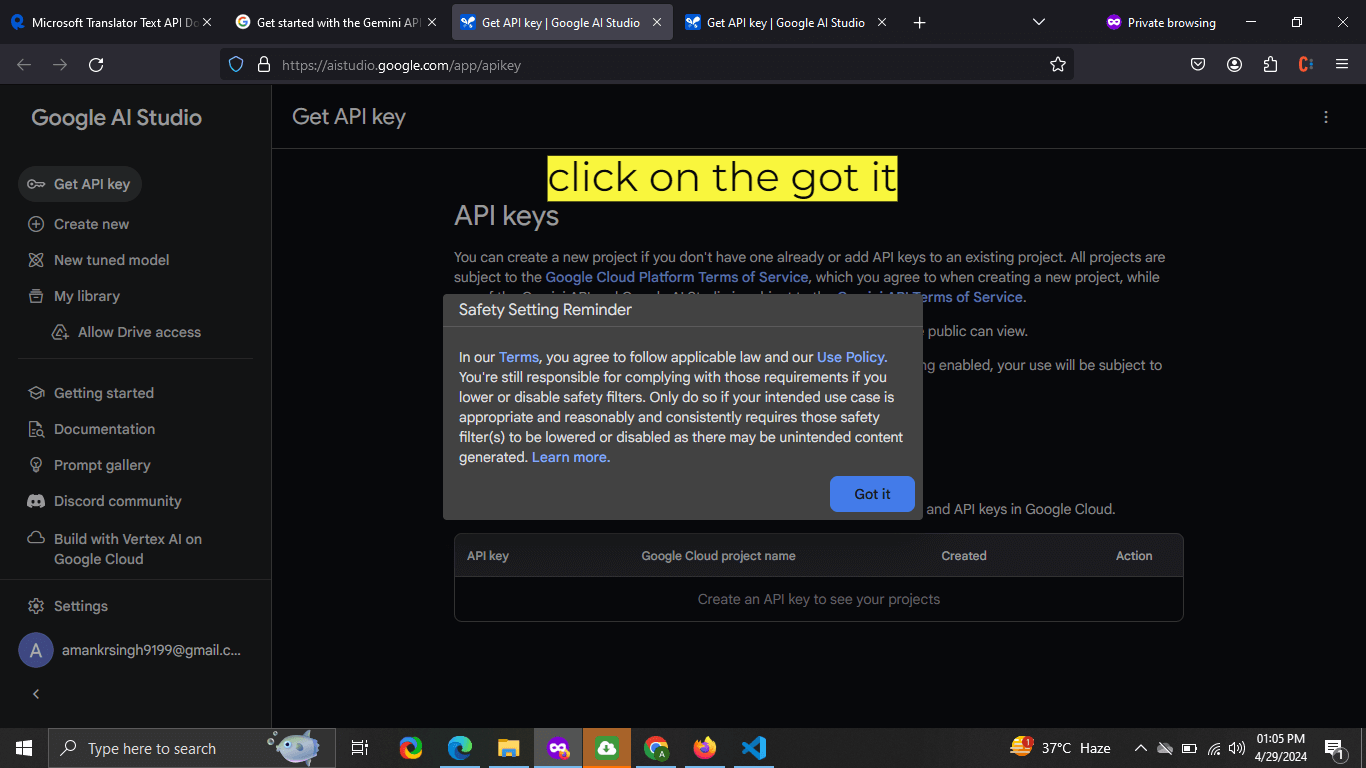 Microsoft Translator Text API Do
Get started with the Gemini API
Get API key | Google AI Studio
Get API key | Google AI Studio
Private browsing
https://aistudio.google.com/app/apikey
Google AI Studio
Get API key
Get API key
Create new
New tuned model
My library
Allow Drive access
Getting started
Documentation
Prompt gallery
Discord community
Build with Vertex AI on
Google Cloud
Settings
A
amankrsingh9199@gmail.c...
click on the got it
API keys
You can create a new project if you don't have one already or add API keys to an existing project. All projects are
subject to the Google Cloud Platform Terms of Service, which you agree to when creating a new project, while
Terms of Service.
public can view.
enabled, your use will be subject to
Safety Setting Reminder
In our Terms, you agree to follow applicable law and our Use Policy.
You're still responsible for complying with those requirements if you
lower or disable safety filters. Only do so if your intended use case is
appropriate and reasonably and consistently requires those safety
filter(s) to be lowered or disabled as there may be unintended content
generated. Learn more.
Got it
and API keys in Google Cloud.
API key Google Cloud project name Created Action
Create an API key to see your projects
Type here to search
37°C Haze
01:05 PM
4/29/2024